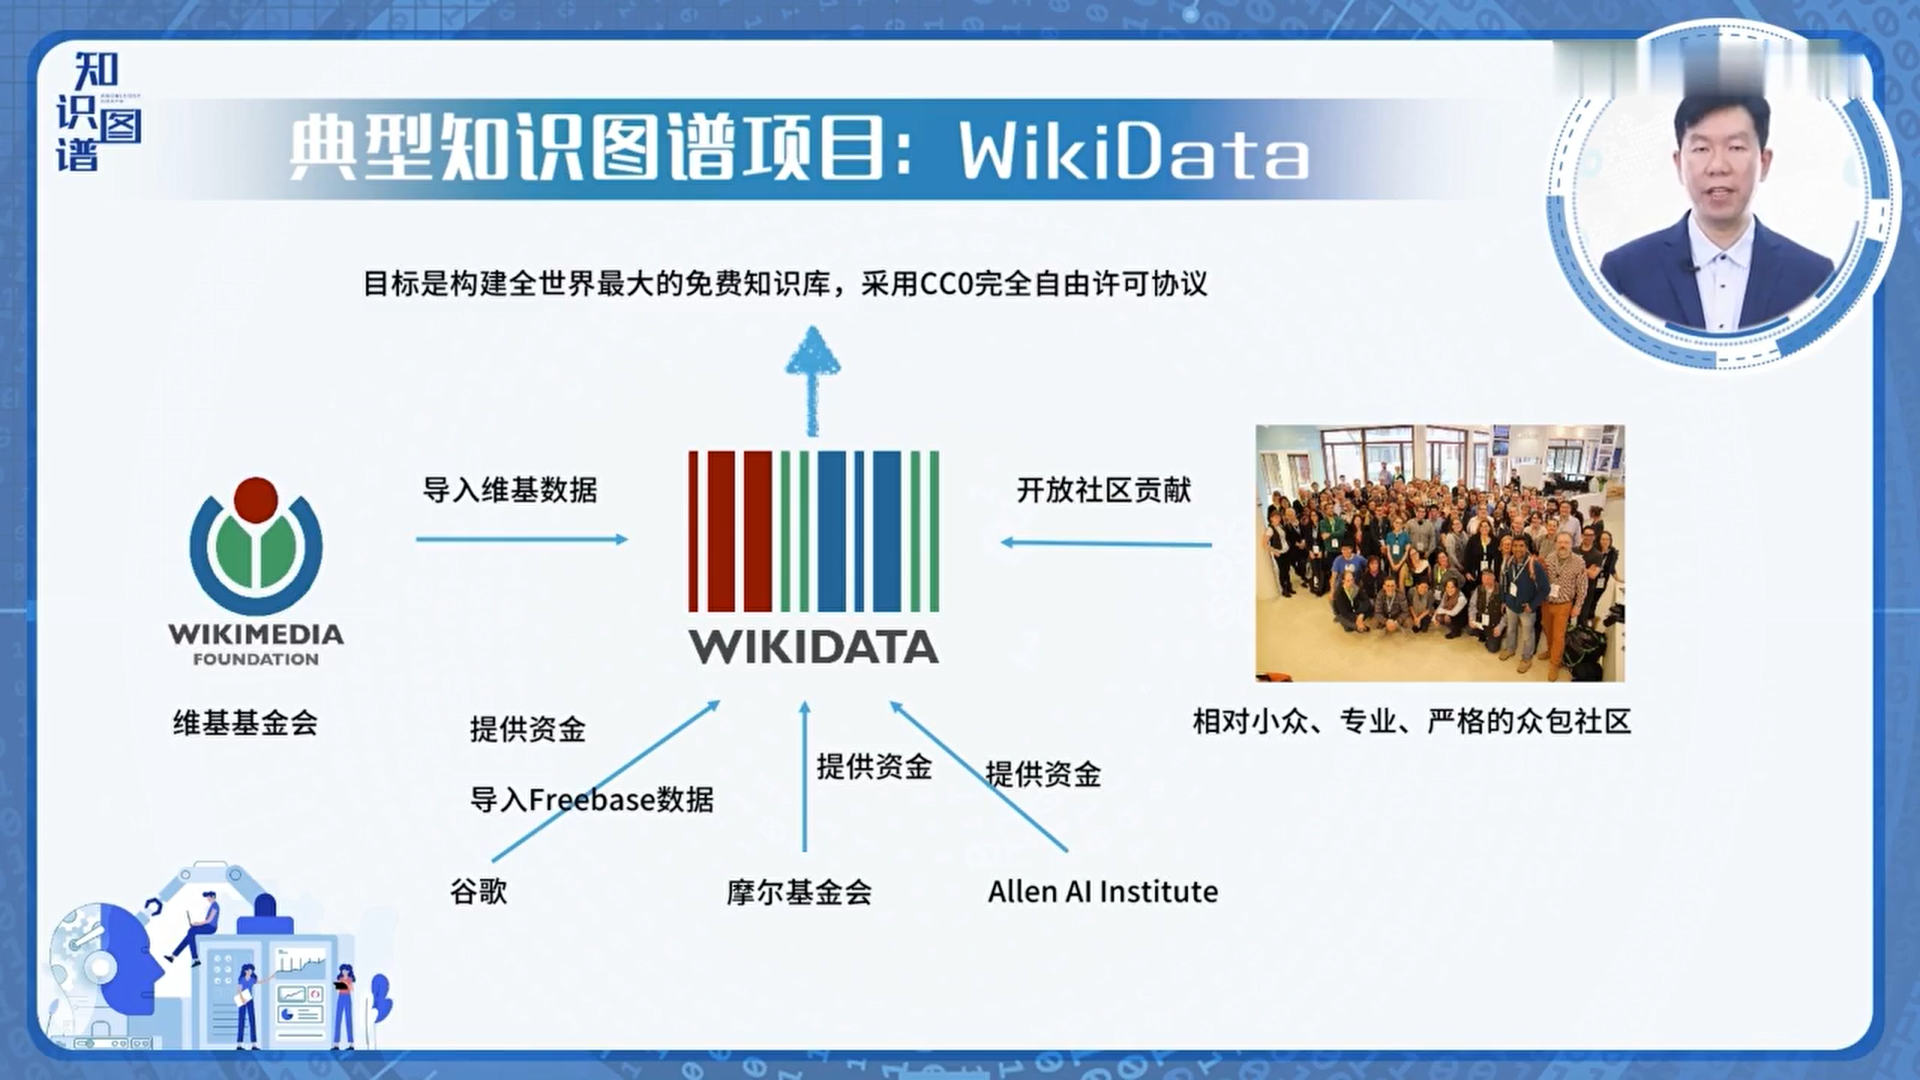 知
识图
谱
典型知识图谱项目：WikiData
目标是构建全世界最大的免费知识库，采用CC0完全自由许可协议
导入维基数据
开放社区贡献
WIKIMEDIA
FOUNDATION
WIKIDATA
维基基金会
相对小众、专业、严格的众包社区
提供资金
导入Freebase数据
提供资金
提供资金
谷歌
摩尔基金会
Allen AI Institute